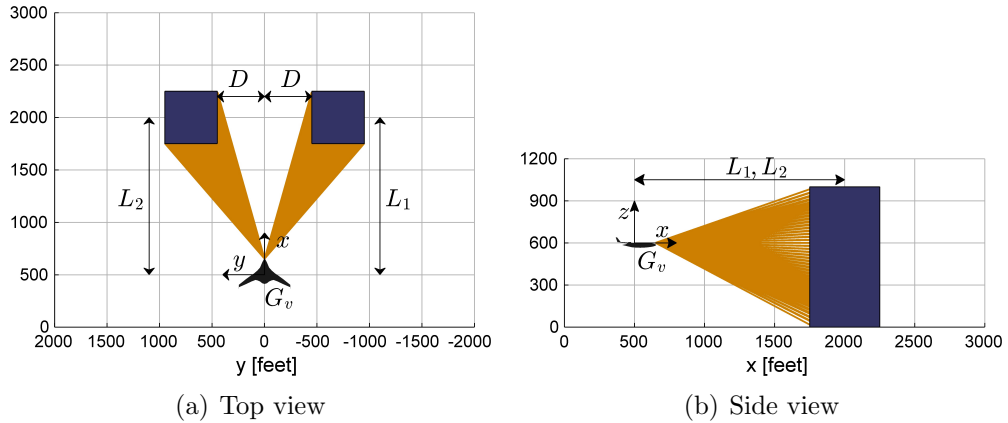 3000
2500
2000
1500
1000
500
0
D D
L₂ L₁
x
y
Gᵥ
2000 1500 1000 500 0 -500 -1000 -1500 -2000
y [feet]
(a) Top view
1200
900
600
300
0
L₁, L₂
z
x
Gᵥ
0 500 1000 1500 2000 2500 3000
x [feet]
(b) Side view